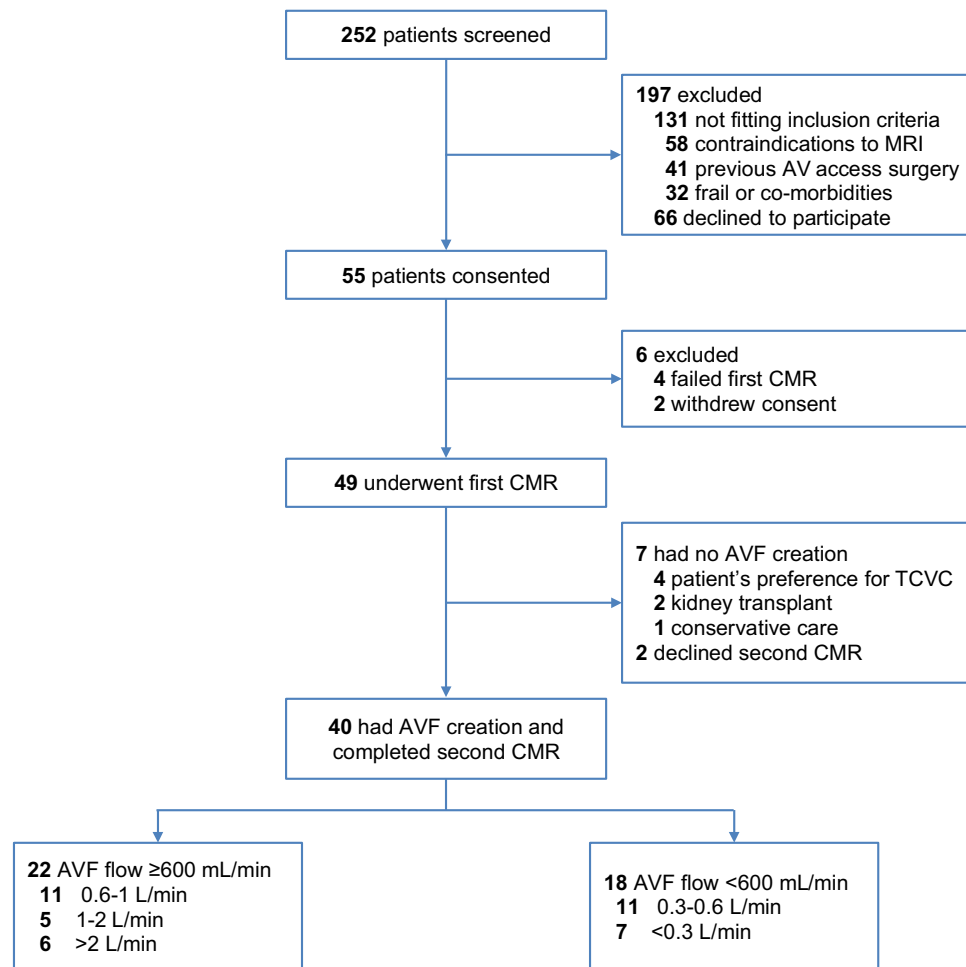 252 patients screened
197 excluded
131 not fitting inclusion criteria
58 contraindications to MRI
41 previous AV access surgery
32 frail or co-morbidities
66 declined to participate
55 patients consented
6 excluded
4 failed first CMR
2 withdrew consent
49 underwent first CMR
7 had no AVF creation
4 patient's preference for TCVC
2 kidney transplant
1 conservative care
2 declined second CMR
40 had AVF creation and
completed second CMR
22 AVF flow ≥600 mL/min
11 0.6-1 L/min
5 1-2 L/min
6 >2 L/min
18 AVF flow <600 mL/min
11 0.3-0.6 L/min
7 <0.3 L/min